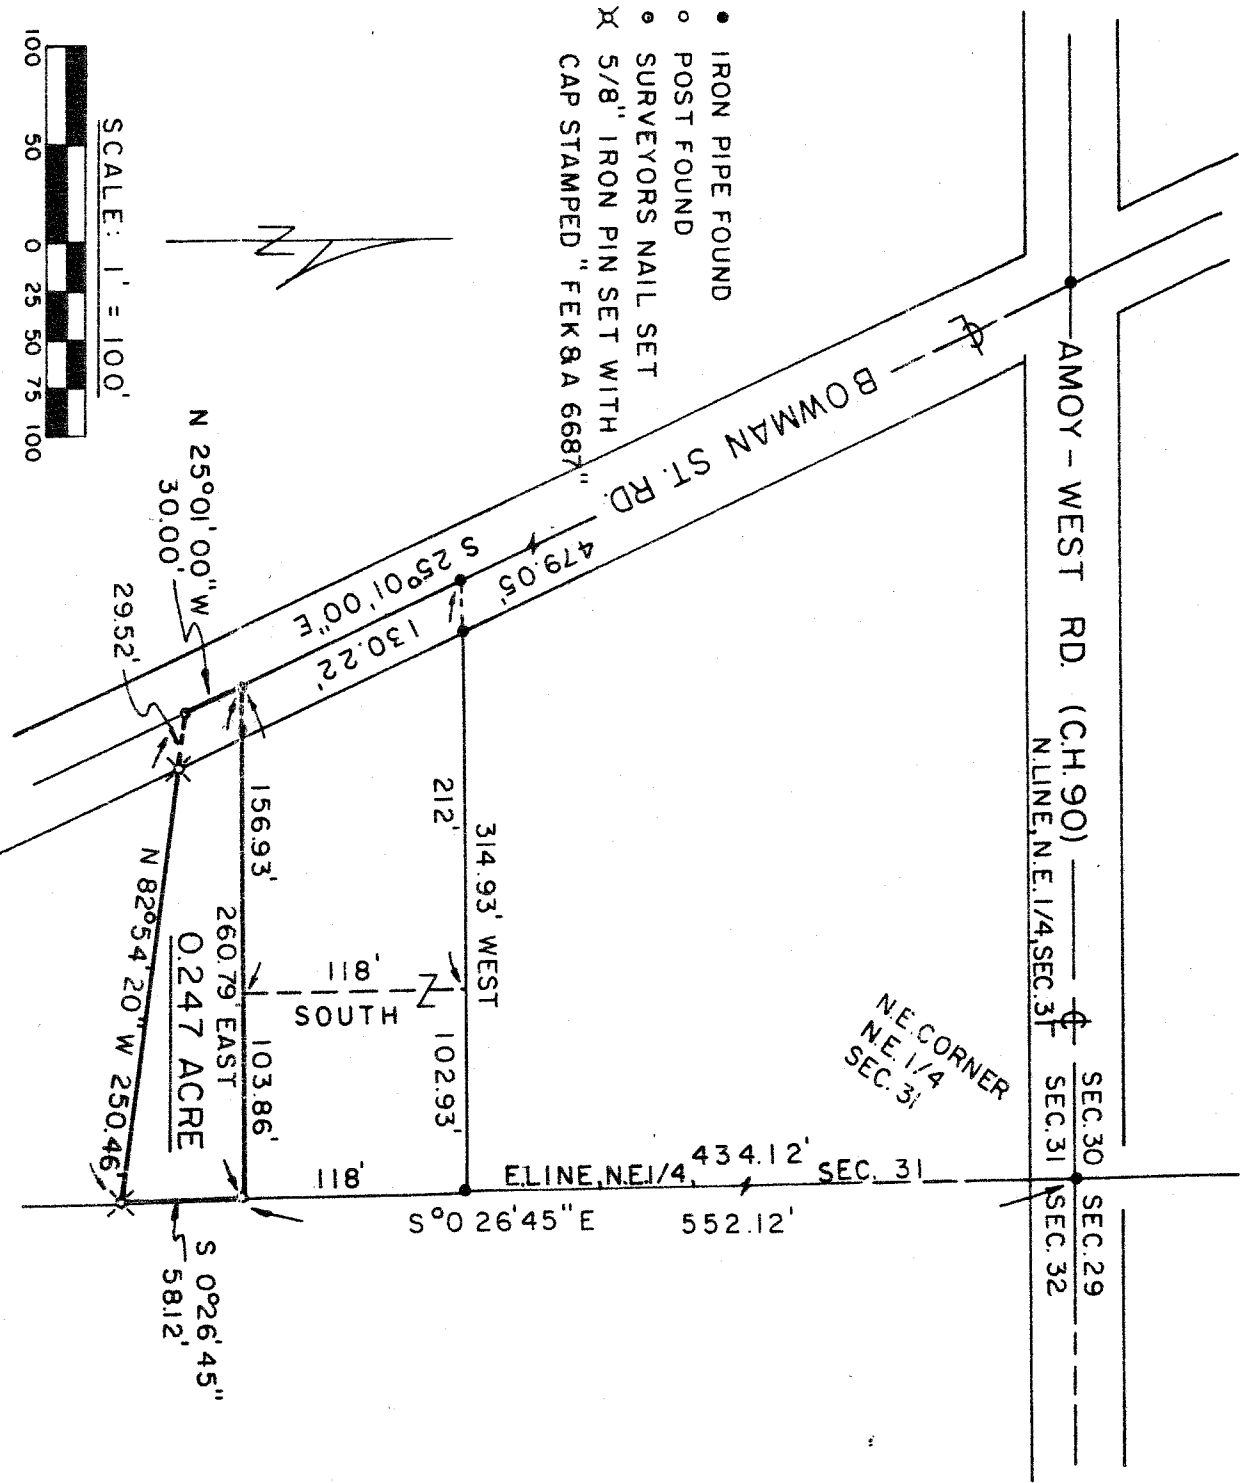 • IRON PIPE FOUND
○ POST FOUND
⊙ SURVEYORS NAIL SET
5/8" IRON PIN SET WITH
CAP STAMPED "FEK&A 6687"
SCALE: 1' = 100'
100 50 0 25 50 75 100
N
AMOY - WEST RD. (C.H. 90)
N. LINE, N.E. 1/4, SEC. 31
BOWMAN ST. RD.
479.05'
S 25°01'00" E
130.22'
N 25°01'00" W
30.00'
29.52'
N.E. CORNER
N.E. 1/4
SEC. 31
SEC. 30
SEC. 31
SEC. 29
SEC. 32
314.93' WEST
212'
102.93'
118'
SOUTH
156.93'
103.86'
260.79' EAST
0.247 ACRE
N 82°54'20" W 250.46'
118'
E. LINE, N.E. 1/4, 434.12' SEC. 31
S°0 26'45" E
552.12'
S 0°26'45"
58.12'